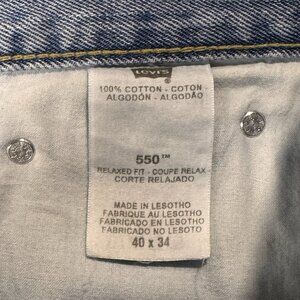 Levi's
100% COTTON - COTON
ALGODÓN - ALGODÃO
550™
RELAXED FIT - COUPE RELAX
CORTE RELAJADO
MADE IN LESOTHO
FABRIQUE AU LESOTHO
FABRICADO EN LESOTHO
FABRICADO NO LESOTO
40 x 34